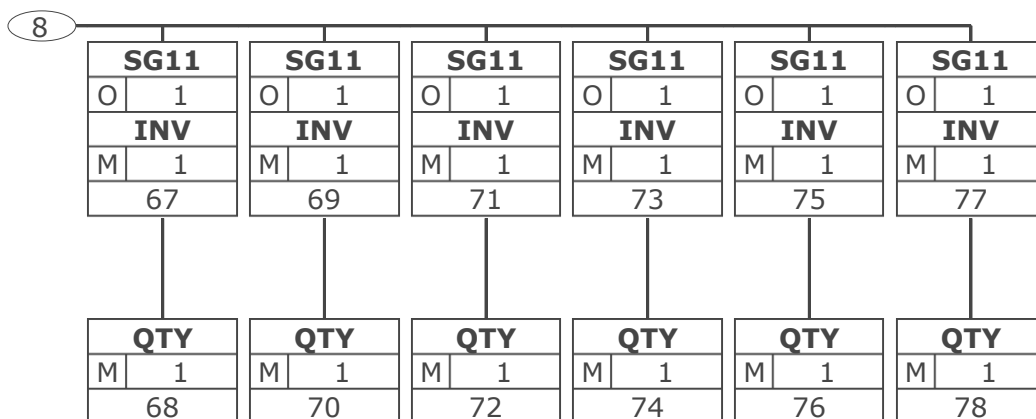 8
SG11 SG11 SG11 SG11 SG11 SG11
O 1 O 1 O 1 O 1 O 1 O 1
INV INV INV INV INV INV
M 1 M 1 M 1 M 1 M 1 M 1
67 69 71 73 75 77
QTY QTY QTY QTY QTY QTY
M 1 M 1 M 1 M 1 M 1 M 1
68 70 72 74 76 78